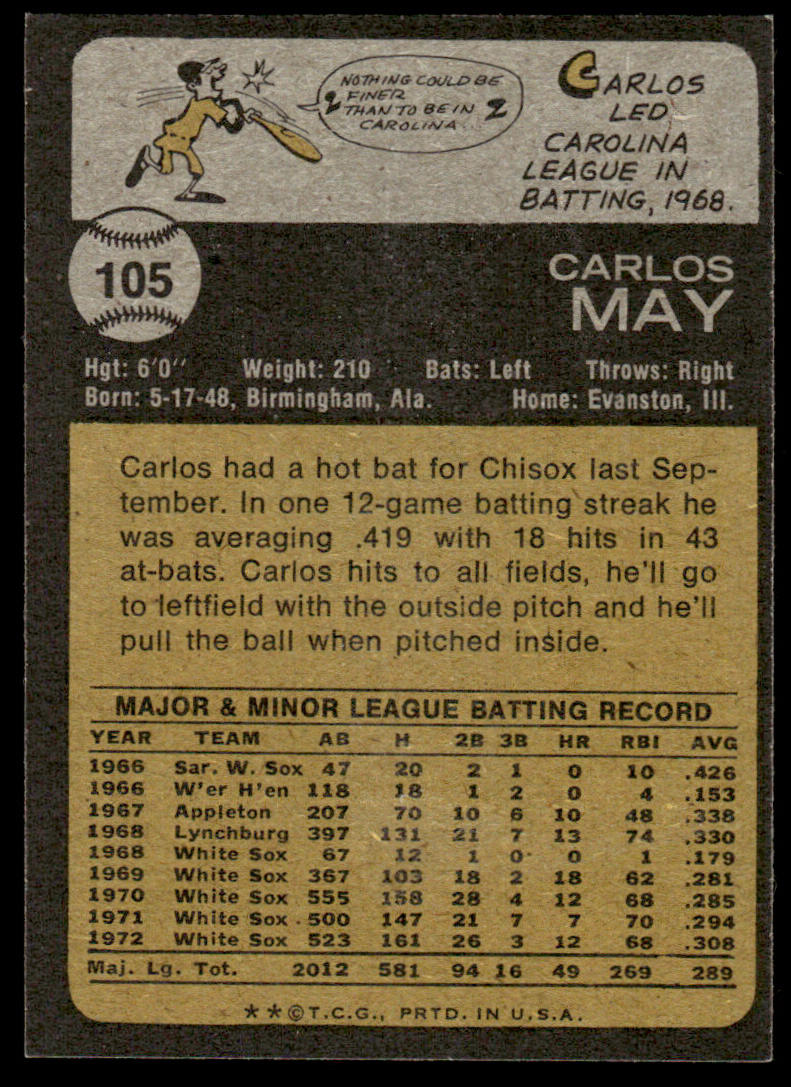 NOTHING COULD BE
FINER
2 THAN TO BE IN 2
CAROLINA
CARLOS
LED
CAROLINA
LEAGUE IN
BATTING, 1968.
105
CARLOS
MAY
Hgt: 6'0" Weight: 210 Bats: Left Throws: Right
Born: 5-17-48, Birmingham, Ala. Home: Evanston, Ill.
Carlos had a hot bat for Chisox last Sep-
tember. In one 12-game batting streak he
was averaging .419 with 18 hits in 43
at-bats. Carlos hits to all fields, he'll go
to leftfield with the outside pitch and he'll
pull the ball when pitched inside.
MAJOR & MINOR LEAGUE BATTING RECORD
YEAR TEAM AB H 2B 3B HR RBI AVG
1966 Sar. W. Sox 47 20 2 1 0 10 .426
1966 W'er H'en 118 18 1 2 0 4 .153
1967 Appleton 207 70 10 6 10 48 .338
1968 Lynchburg 397 131 21 7 13 74 .330
1968 White Sox 67 12 1 0 0 1 .179
1969 White Sox 367 103 18 2 18 62 .281
1970 White Sox 555 158 28 4 12 68 .285
1971 White Sox 500 147 21 7 7 70 .294
1972 White Sox 523 161 26 3 12 68 .308
Maj. Lg. Tot. 2012 581 94 16 49 269 289
**©T.C.G., PRTD. IN U.S.A.